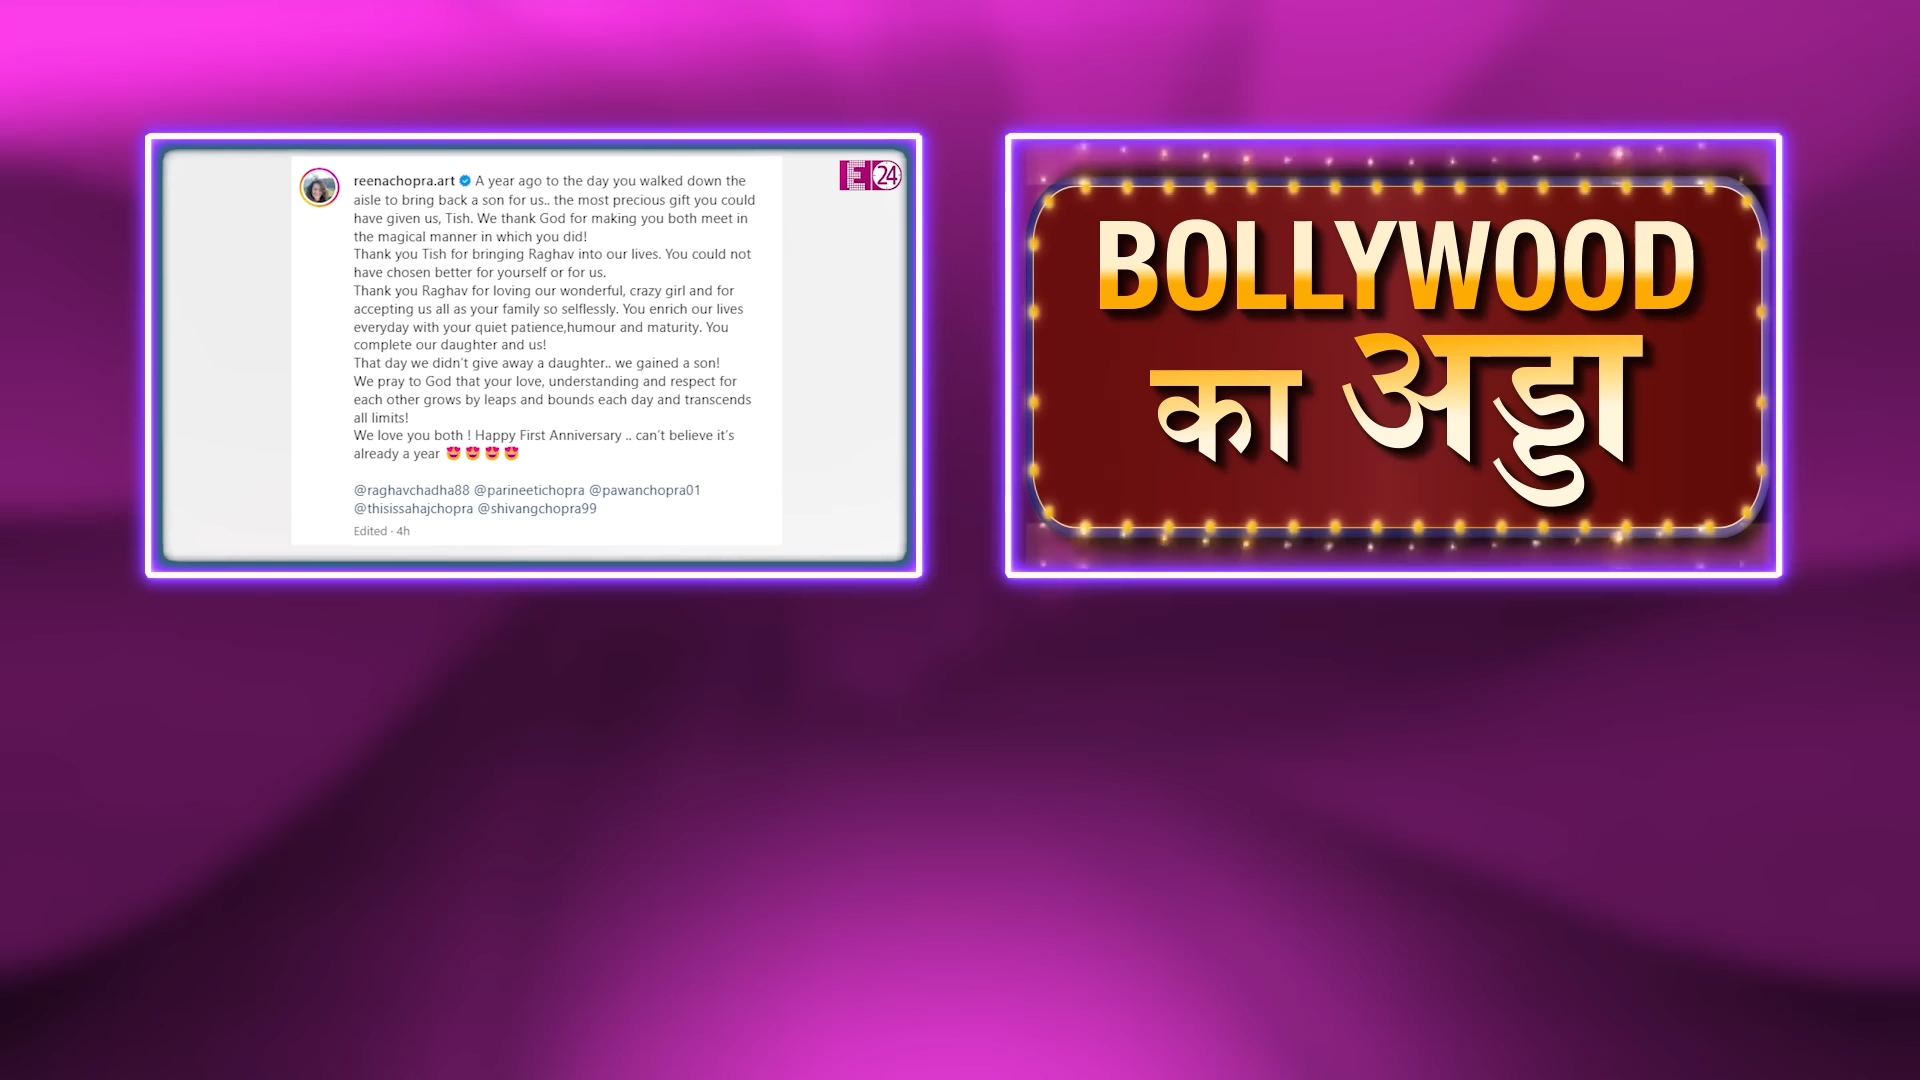 reenachopra.art A year ago to the day you walked down the
aisle to bring back a son for us.. the most precious gift you could
have given us, Tish. We thank God for making you both meet in
the magical manner in which you did!
Thank you Tish for bringing Raghav into our lives. You could not
have chosen better for yourself or for us.
Thank you Raghav for loving our wonderful, crazy girl and for
accepting us all as your family so selflessly. You enrich our lives
everyday with your quiet patience,humour and maturity. You
complete our daughter and us!
That day we didn't give away a daughter.. we gained a son!
We pray to God that your love, understanding and respect for
each other grows by leaps and bounds each day and transcends
all limits!
We love you both ! Happy First Anniversary .. can't believe it's
already a year 😍😍😍😍
@raghavchadha88 @parineetichopra @pawanchopra01
@thisissahajchopra @shivangchopra99
Edited · 4h
E24
BOLLYWOOD
का अड्डा